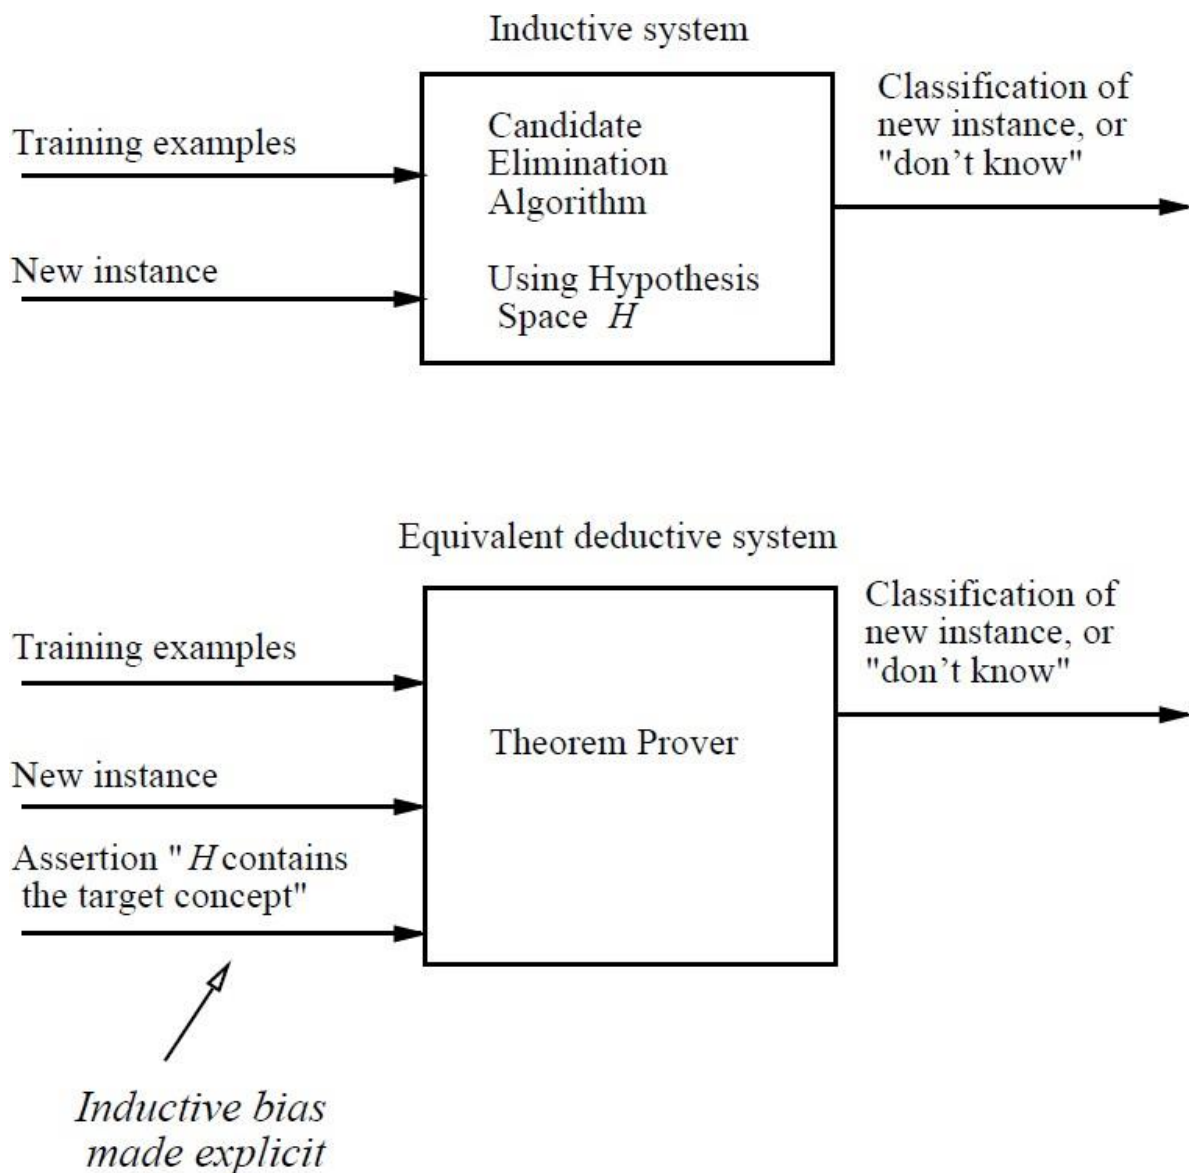 Inductive system
Classification of
new instance, or
"don't know"
Candidate
Elimination
Algorithm
Training examples
New instance
Using Hypothesis
Space H
Equivalent deductive system
Classification of
new instance, or
"don't know"
Training examples
Theorem Prover
New instance
Assertion " H contains
the target concept"
Inductive bias
made explicit